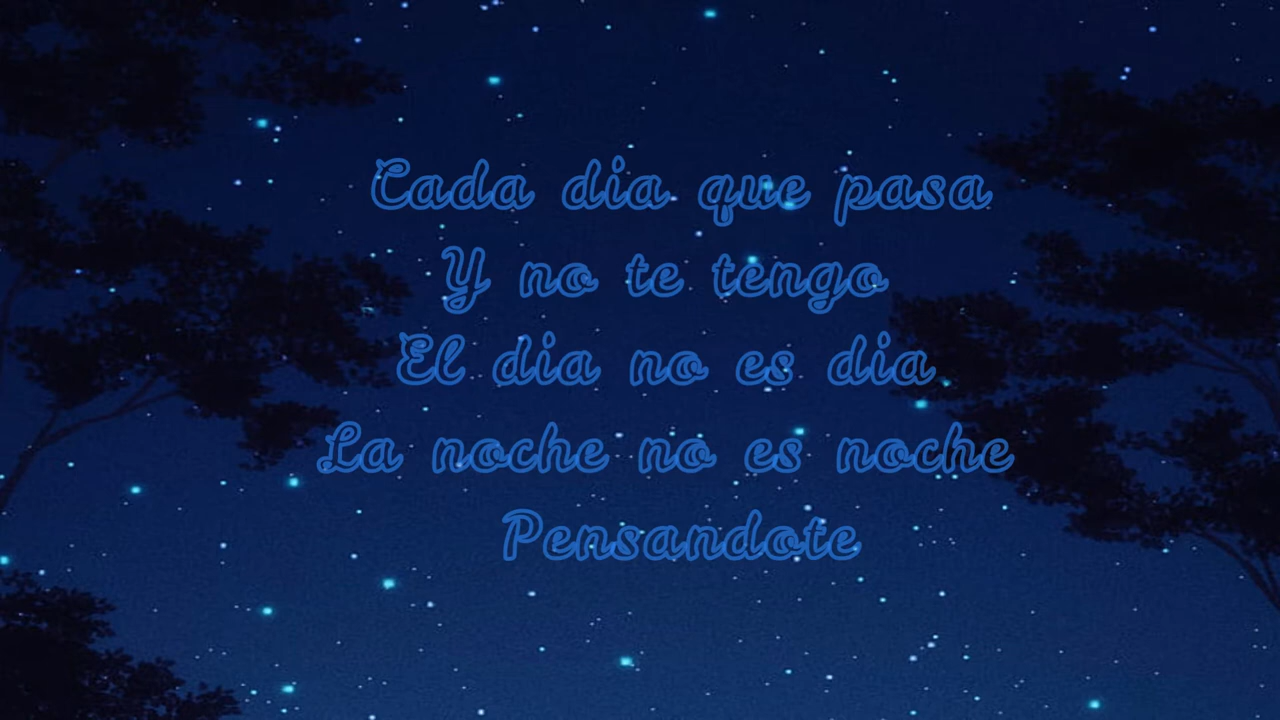 Cada dia que pasa
Y no te tengo
El dia no es dia
La noche no es noche
Pensandote